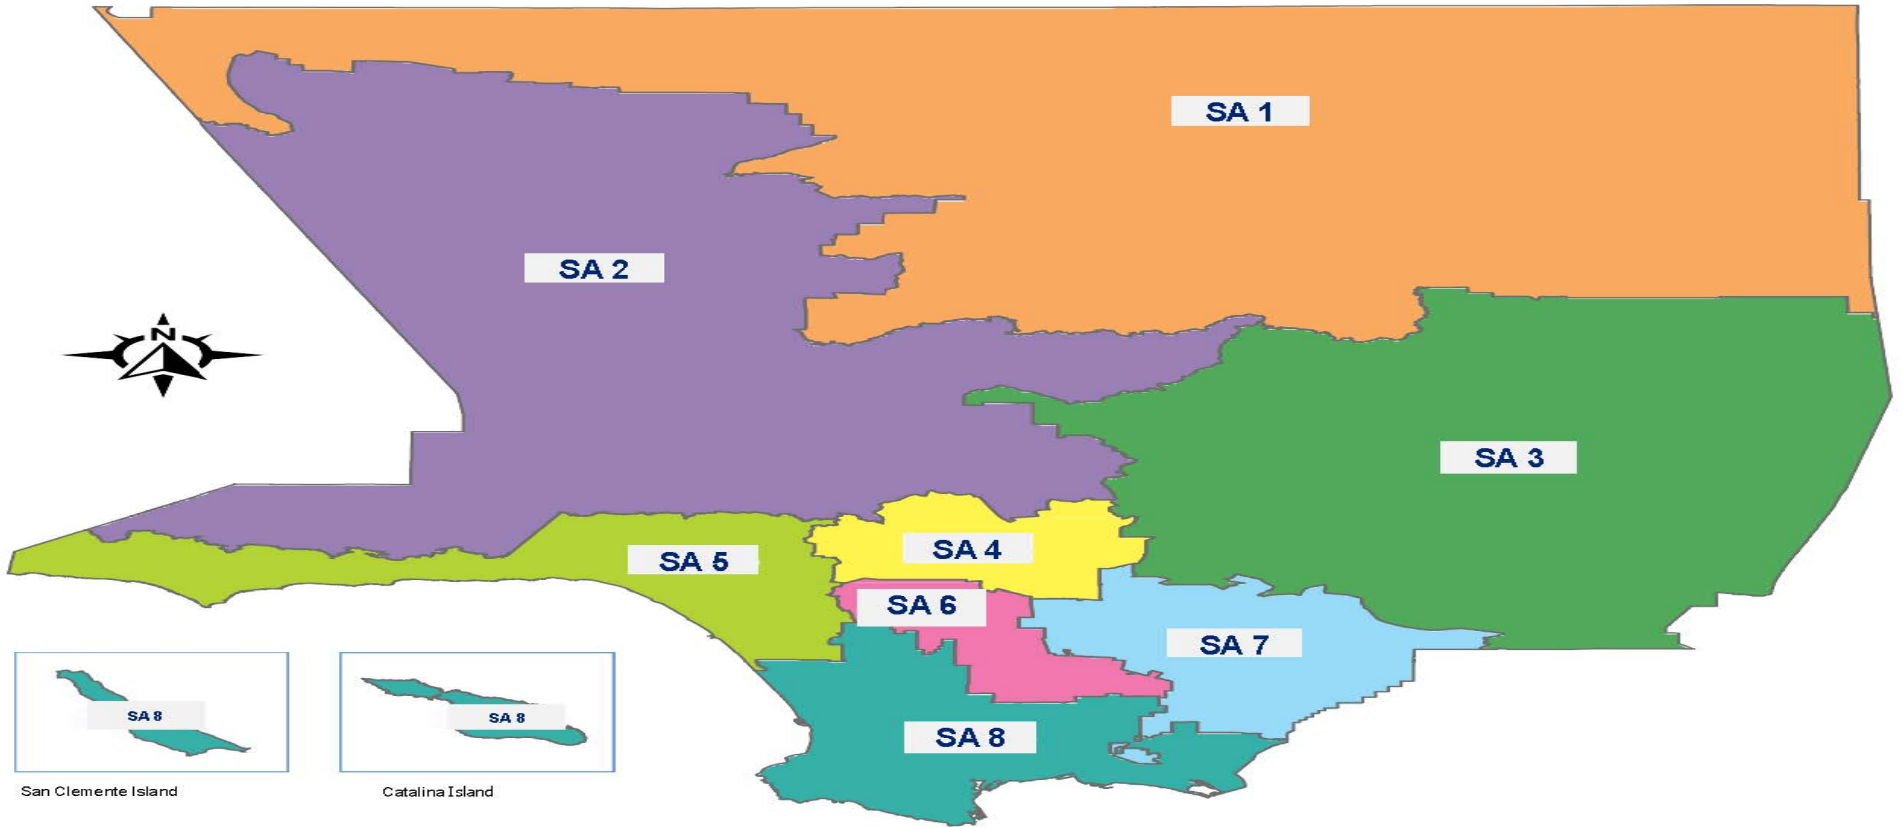 SA 1
SA 2
N
SA 3
SA 4
SA 5
SA 6
SA 7
SA 8
SA 8
SA 8
San Clemente Island
Catalina Island